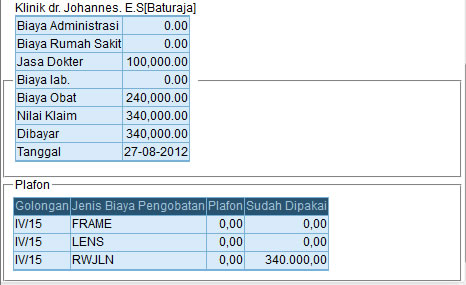 Klinik dr. Johannes. E.S[Baturaja]
Biaya Administrasi 0.00
Biaya Rumah Sakit 0.00
Jasa Dokter 100,000.00
Biaya lab. 0.00
Biaya Obat 240,000.00
Nilai Klaim 340,000.00
Dibayar 340,000.00
Tanggal 27-08-2012
Plafon
Golongan Jenis Biaya Pengobatan Plafon Sudah Dipakai
IV/15 FRAME 0,00 0,00
IV/15 LENS 0,00 0,00
IV/15 RWJLN 0,00 340.000,00